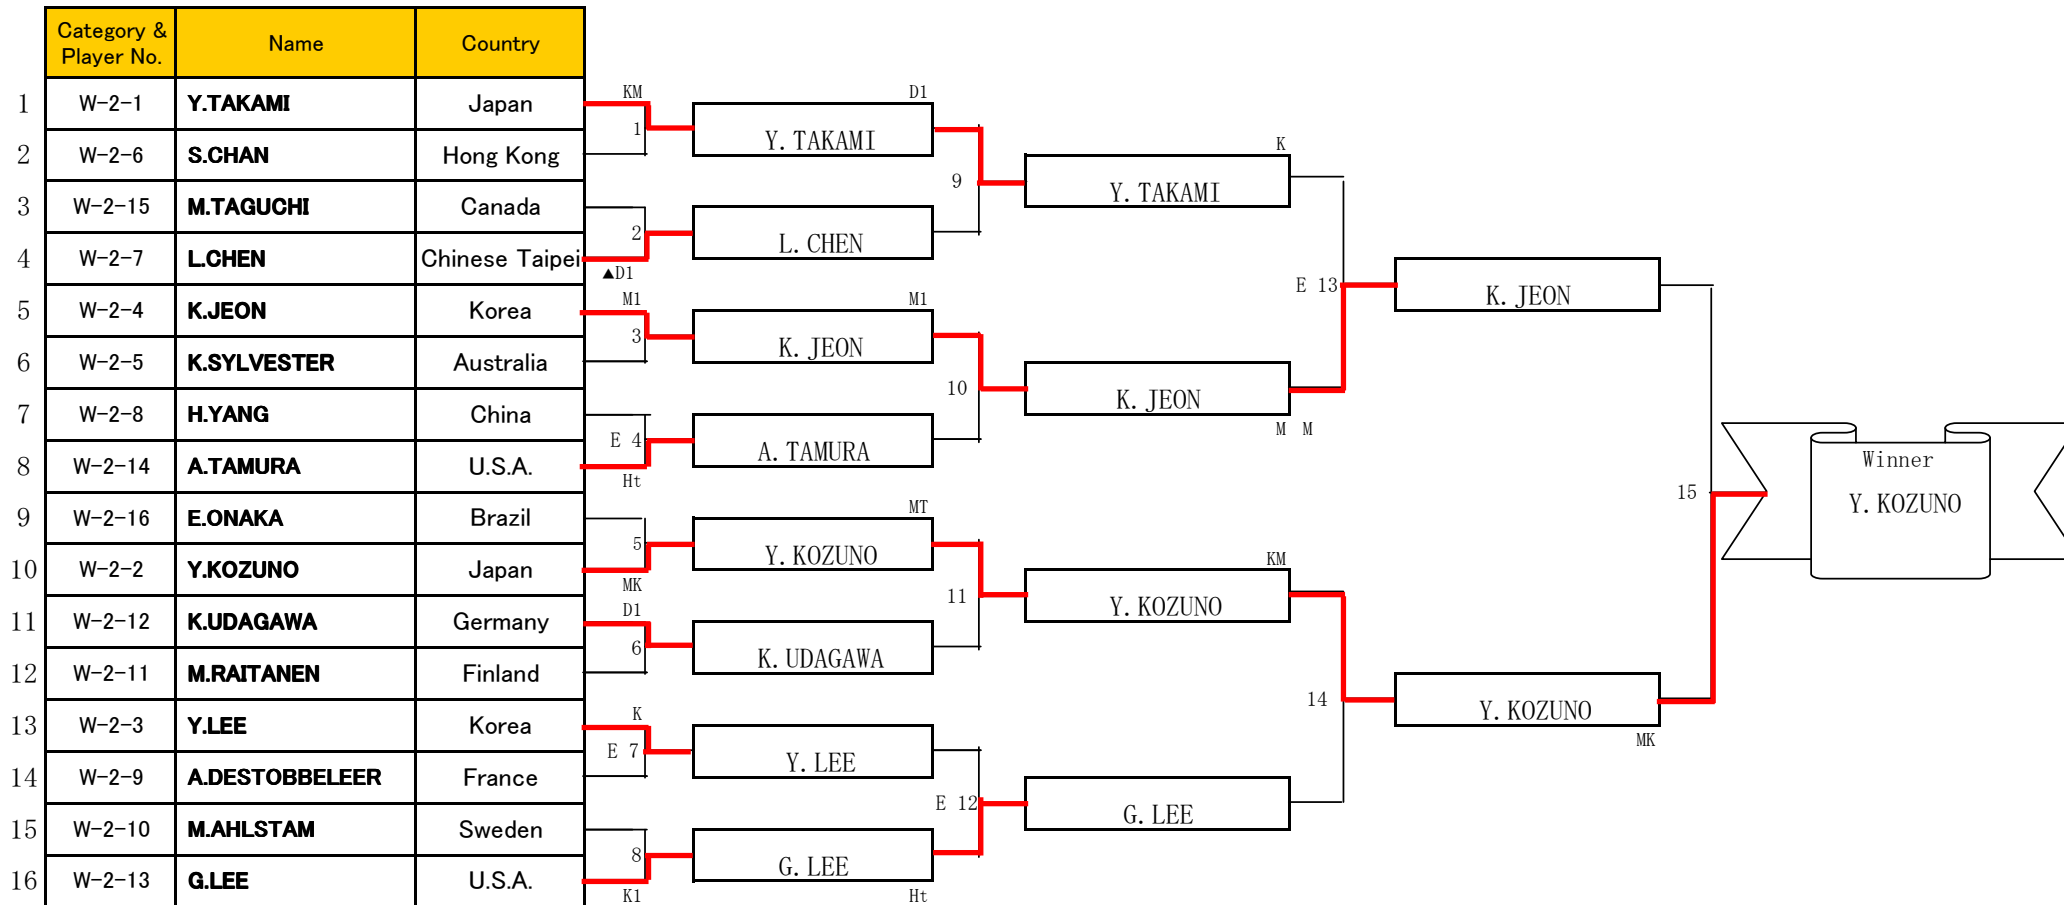 Category &
Player No.
Name
Country
1 W-2-1 Y.TAKAMI Japan
2 W-2-6 S.CHAN Hong Kong
3 W-2-15 M.TAGUCHI Canada
4 W-2-7 L.CHEN Chinese Taipei
5 W-2-4 K.JEON Korea
6 W-2-5 K.SYLVESTER Australia
7 W-2-8 H.YANG China
8 W-2-14 A.TAMURA U.S.A.
9 W-2-16 E.ONAKA Brazil
10 W-2-2 Y.KOZUNO Japan
11 W-2-12 K.UDAGAWA Germany
12 W-2-11 M.RAITANEN Finland
13 W-2-3 Y.LEE Korea
14 W-2-9 A.DESTOBBELEER France
15 W-2-10 M.AHLSTAM Sweden
16 W-2-13 G.LEE U.S.A.
KM
1
2
▲D1
M1
3
E 4
Ht
5
MK
D1
6
K
E 7
8
K1
D1
Y. TAKAMI
9
L. CHEN
M1
K. JEON
10
A. TAMURA
MT
Y. KOZUNO
11
K. UDAGAWA
Y. LEE
E 12
G. LEE
Ht
K
Y. TAKAMI
E 13
K. JEON
M M
KM
Y. KOZUNO
14
G. LEE
K. JEON
15
Y. KOZUNO
MK
Winner
Y. KOZUNO